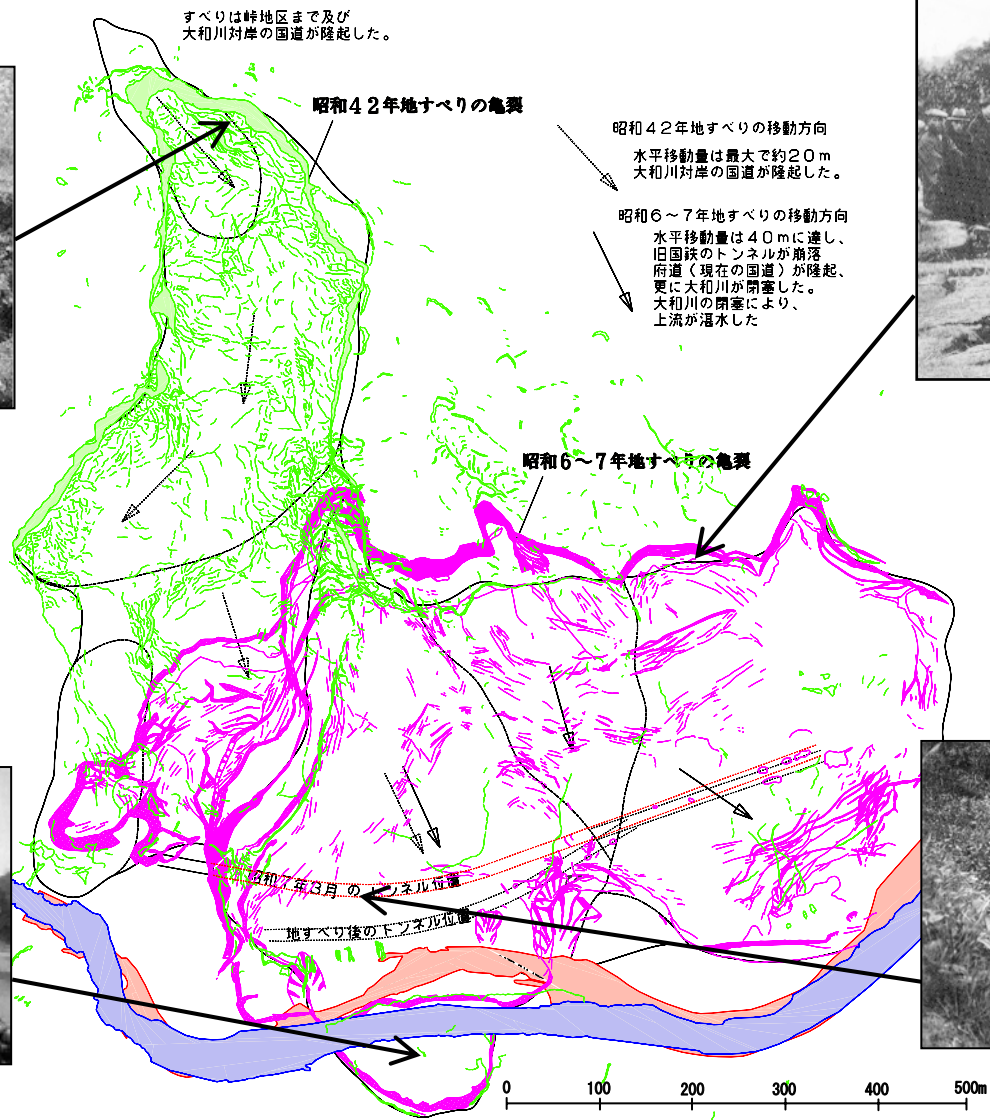 すべりは峠地区まで及び
大和川対岸の国道が隆起した。
昭和４２年地すべりの亀裂
昭和４２年地すべりの移動方向
水平移動量は最大で約２０ｍ
大和川対岸の国道が隆起した。
昭和６～７年地すべりの移動方向
水平移動量は４０ｍに達し、
旧国鉄のトンネルが崩落
府道（現在の国道）が隆起、
更に大和川が閉塞した。
大和川の閉塞により、
上流が湛水した
昭和６～７年地すべりの亀裂
昭和７年３月のトンネル位置
地すべり後のトンネル位置
0 100 200 300 400 500m